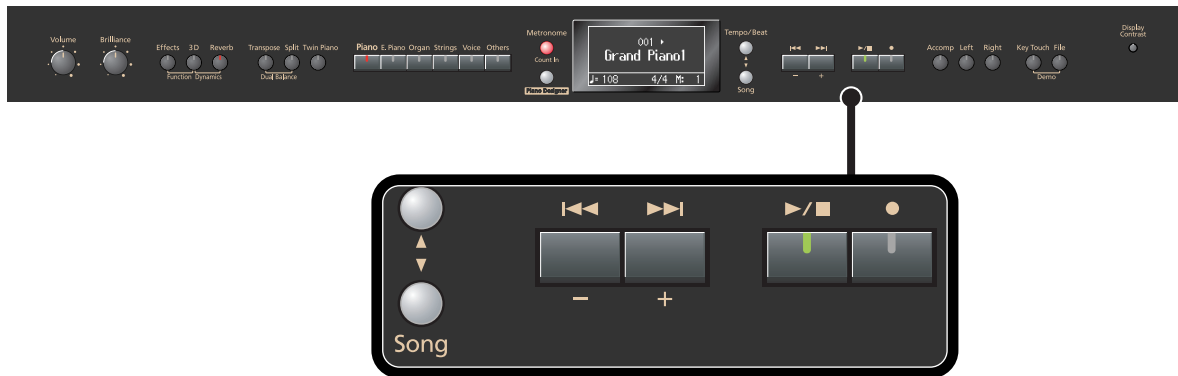 Volume
Brilliance
Effects 3D Reverb
Function Dynamics
Transpose Split Twin Piano
Dual Balance
Piano E. Piano Organ Strings Voice Others
Metronome
Count In
Piano Designer
001
Grand Piano1
♩= 108 4/4 M: 1
Tempo/Beat
Song
− +
Accomp Left Right
Key Touch File
Demo
Display
Contrast
− +
Song